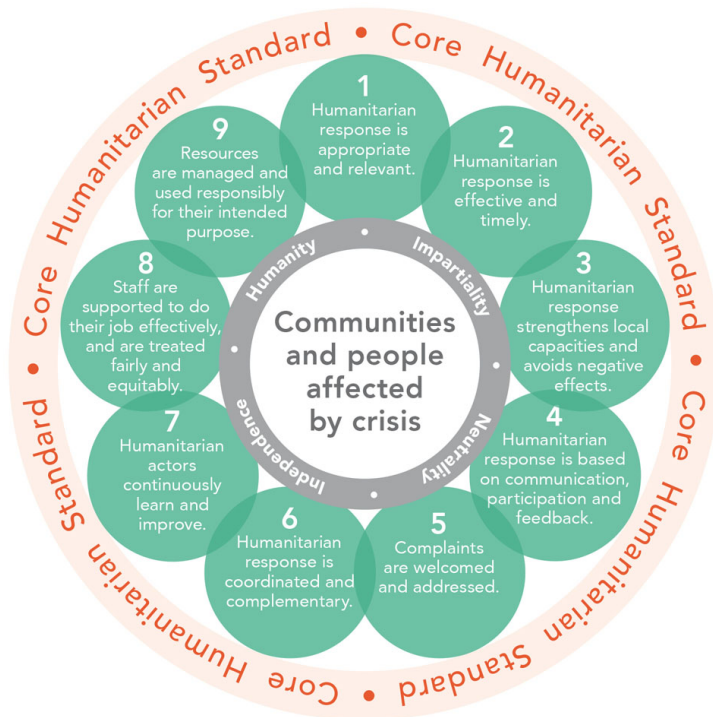 Core Humanitarian Standard • Core Humanitarian Standard • Core Humanitarian Standard • Core Humanitarian Standard •
1
Humanitarian
response is
appropriate
and relevant.
2
Humanitarian
response is
effective and
timely.
3
Humanitarian
response
strengthens local
capacities and
avoids negative
effects.
4
Humanitarian
response is based
on communication,
participation and
feedback.
5
Complaints
are welcomed
and addressed.
6
Humanitarian
response is
coordinated and
complementary.
7
Humanitarian
actors
continuously
learn and
improve.
8
Staff are
supported to do
their job effectively,
and are treated
fairly and
equitably.
9
Resources
are managed and
used responsibly
for their intended
purpose.
Humanity • Impartiality • Neutrality • Independence •
Communities
and people
affected
by crisis